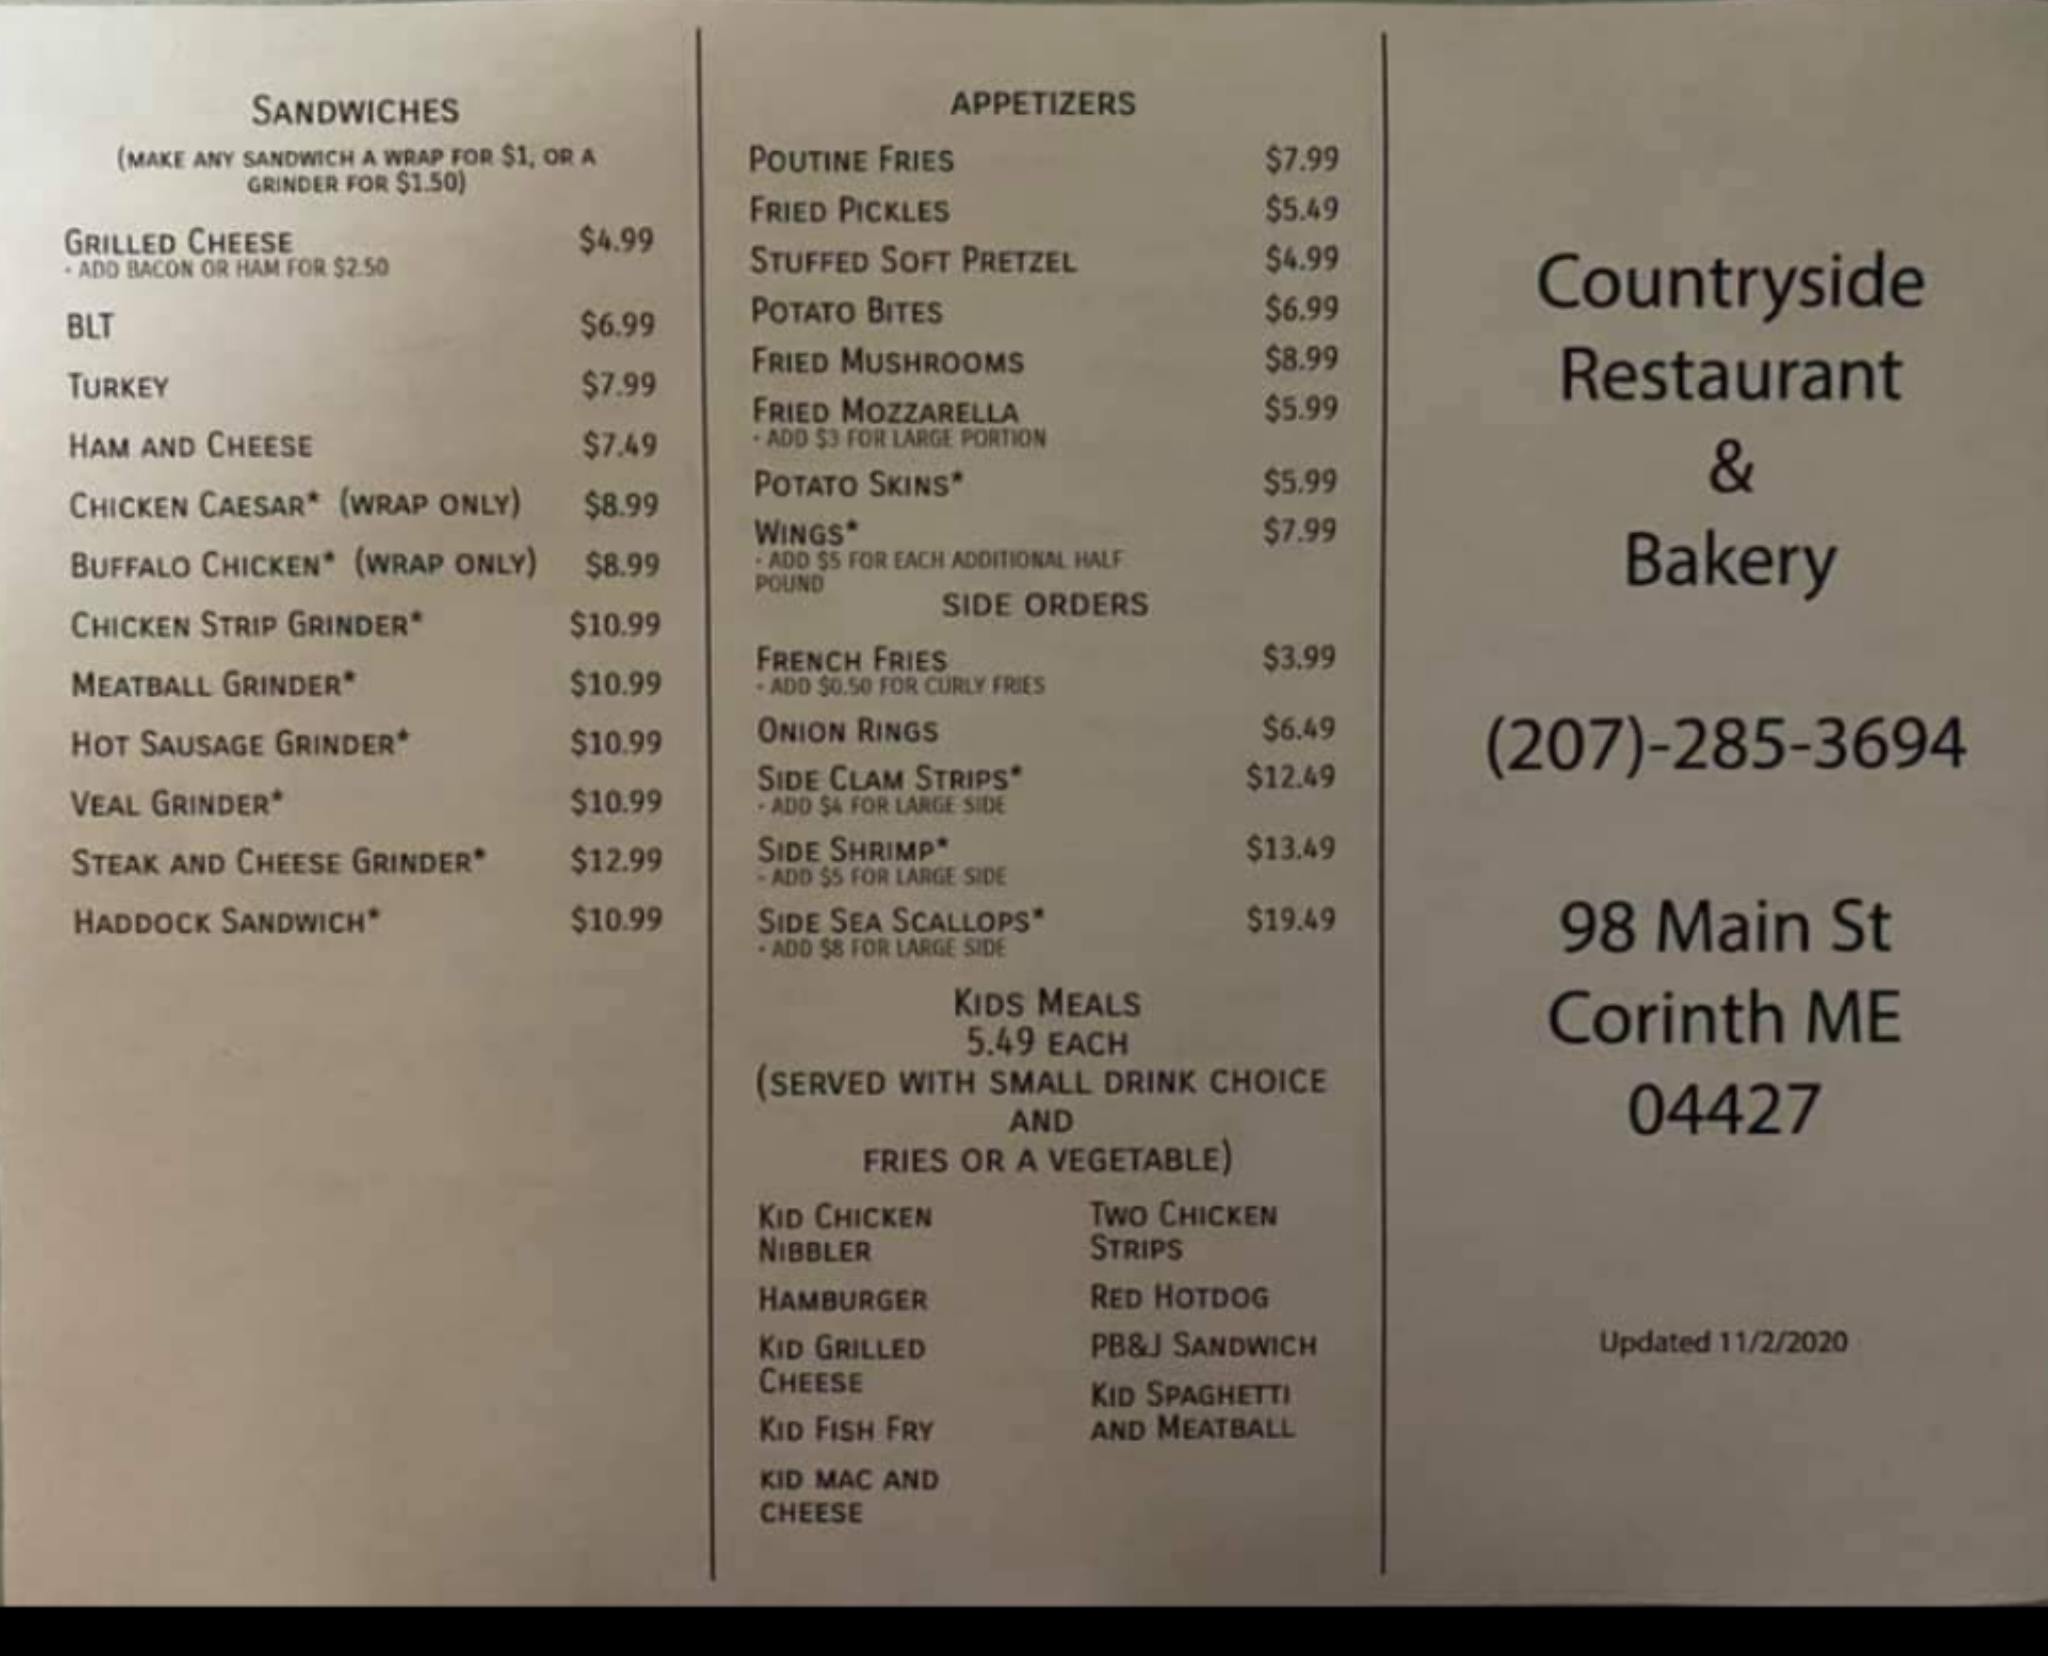 SANDWICHES
(MAKE ANY SANDWICH A WRAP FOR $1, OR A
GRINDER FOR $1.50)
GRILLED CHEESE $4.99
- ADD BACON OR HAM FOR $2.50
BLT $6.99
TURKEY $7.99
HAM AND CHEESE $7.49
CHICKEN CAESAR* (WRAP ONLY) $8.99
BUFFALO CHICKEN* (WRAP ONLY) $8.99
CHICKEN STRIP GRINDER* $10.99
MEATBALL GRINDER* $10.99
HOT SAUSAGE GRINDER* $10.99
VEAL GRINDER* $10.99
STEAK AND CHEESE GRINDER* $12.99
HADDOCK SANDWICH* $10.99
APPETIZERS
POUTINE FRIES $7.99
FRIED PICKLES $5.49
STUFFED SOFT PRETZEL $4.99
POTATO BITES $6.99
FRIED MUSHROOMS $8.99
FRIED MOZZARELLA $5.99
- ADD $3 FOR LARGE PORTION
POTATO SKINS* $5.99
WINGS* $7.99
- ADD $5 FOR EACH ADDITIONAL HALF
POUND
SIDE ORDERS
FRENCH FRIES $3.99
- ADD $0.50 FOR CURLY FRIES
ONION RINGS $6.49
SIDE CLAM STRIPS* $12.49
- ADD $4 FOR LARGE SIDE
SIDE SHRIMP* $13.49
- ADD $5 FOR LARGE SIDE
SIDE SEA SCALLOPS* $19.49
- ADD $8 FOR LARGE SIDE
KIDS MEALS
5.49 EACH
(SERVED WITH SMALL DRINK CHOICE
AND
FRIES OR A VEGETABLE)
KID CHICKEN
NIBBLER
HAMBURGER
KID GRILLED
CHEESE
KID FISH FRY
KID MAC AND
CHEESE
TWO CHICKEN
STRIPS
RED HOTDOG
PB&J SANDWICH
KID SPAGHETTI
AND MEATBALL
Countryside
Restaurant
&
Bakery
(207)-285-3694
98 Main St
Corinth ME
04427
Updated 11/2/2020